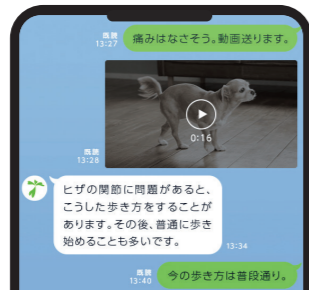 既読
13:27
痛みはなさそう。動画送ります。
0:16
既読
13:28
ヒザの関節に問題があると、
こうした歩き方をすることが
あります。その後、普通に歩き
始めることも多いです。
13:34
既読
13:40
今の歩き方は普段通り。